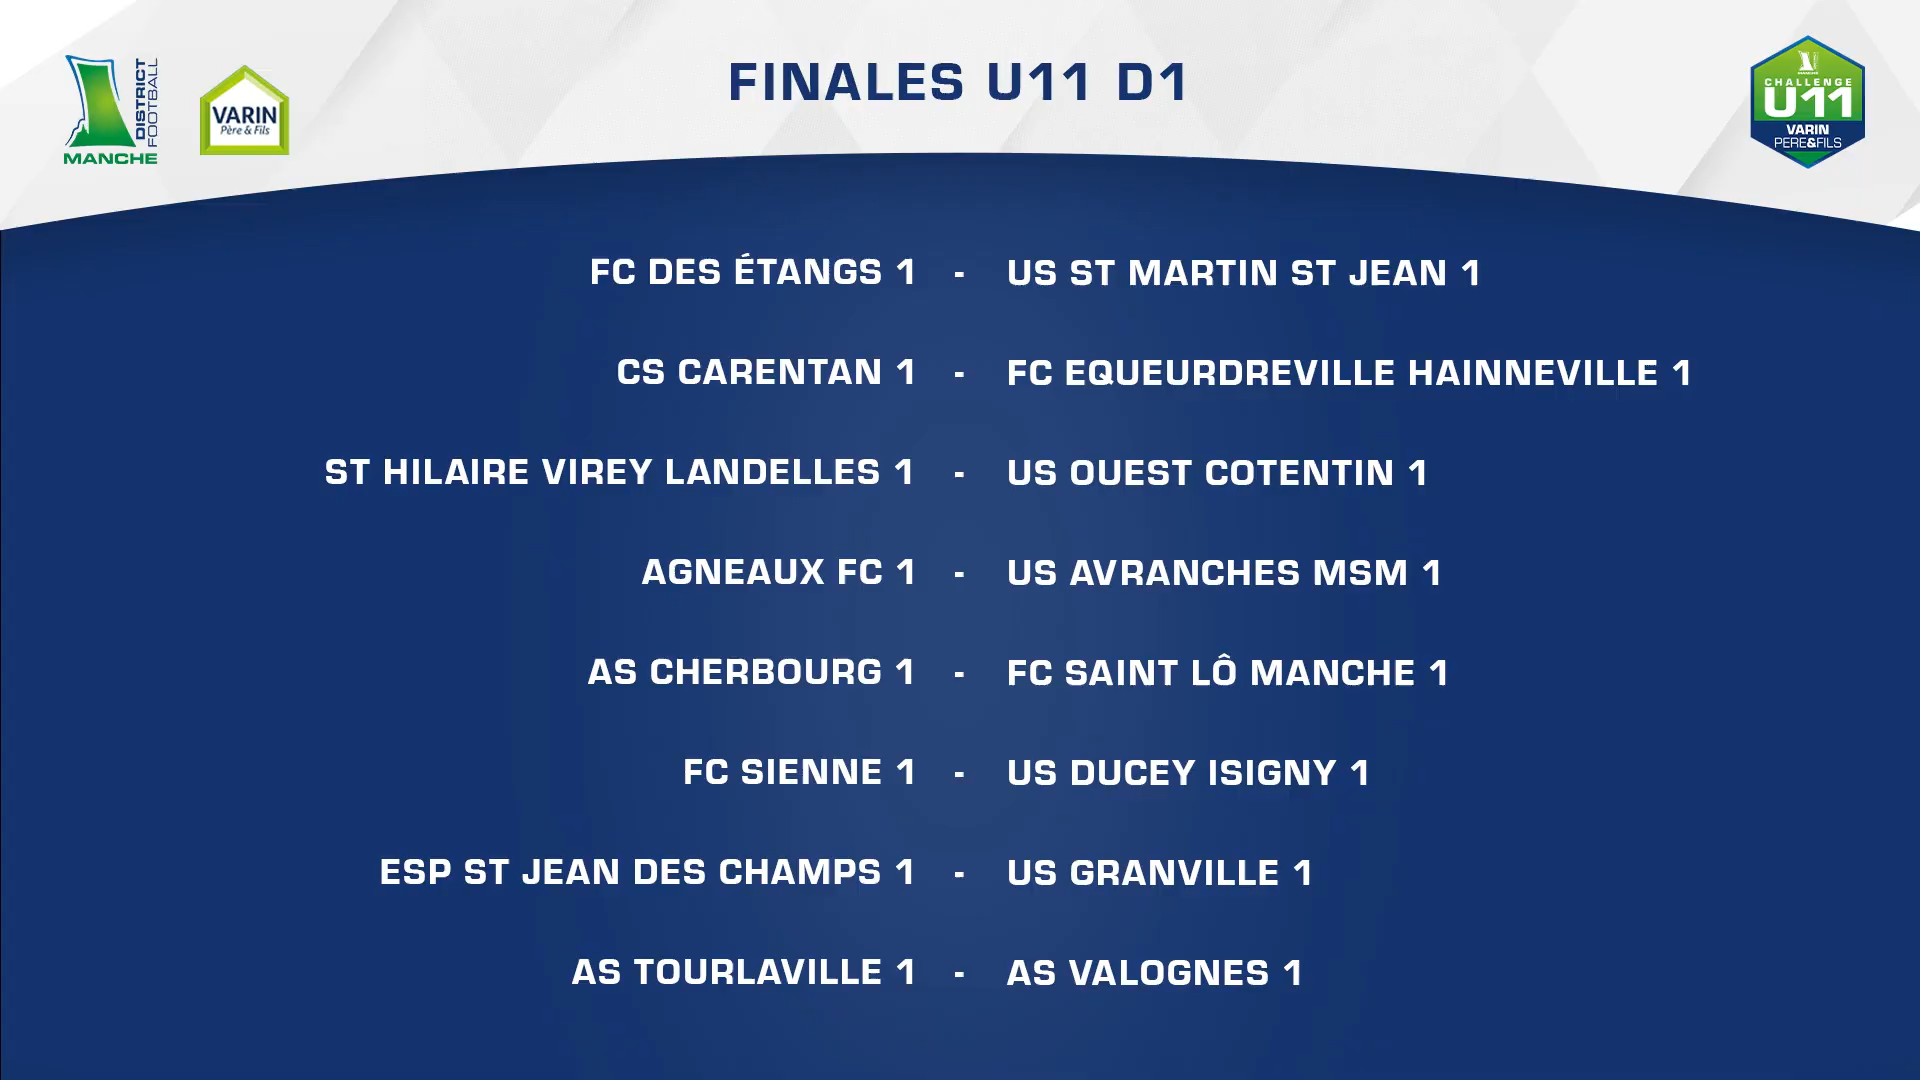 FINALES U11 D1
DISTRICT
FOOTBALL
MANCHE
VARIN
Père & Fils
CHALLENGE
U11
VARIN
PERE&FILS
FC DES ÉTANGS 1 - US ST MARTIN ST JEAN 1
CS CARENTAN 1 - FC EQUEURDREVILLE HAINNEVILLE 1
ST HILAIRE VIREY LANDELLES 1 - US OUEST COTENTIN 1
AGNEAUX FC 1 - US AVRANCHES MSM 1
AS CHERBOURG 1 - FC SAINT LÔ MANCHE 1
FC SIENNE 1 - US DUCEY ISIGNY 1
ESP ST JEAN DES CHAMPS 1 - US GRANVILLE 1
AS TOURLAVILLE 1 - AS VALOGNES 1